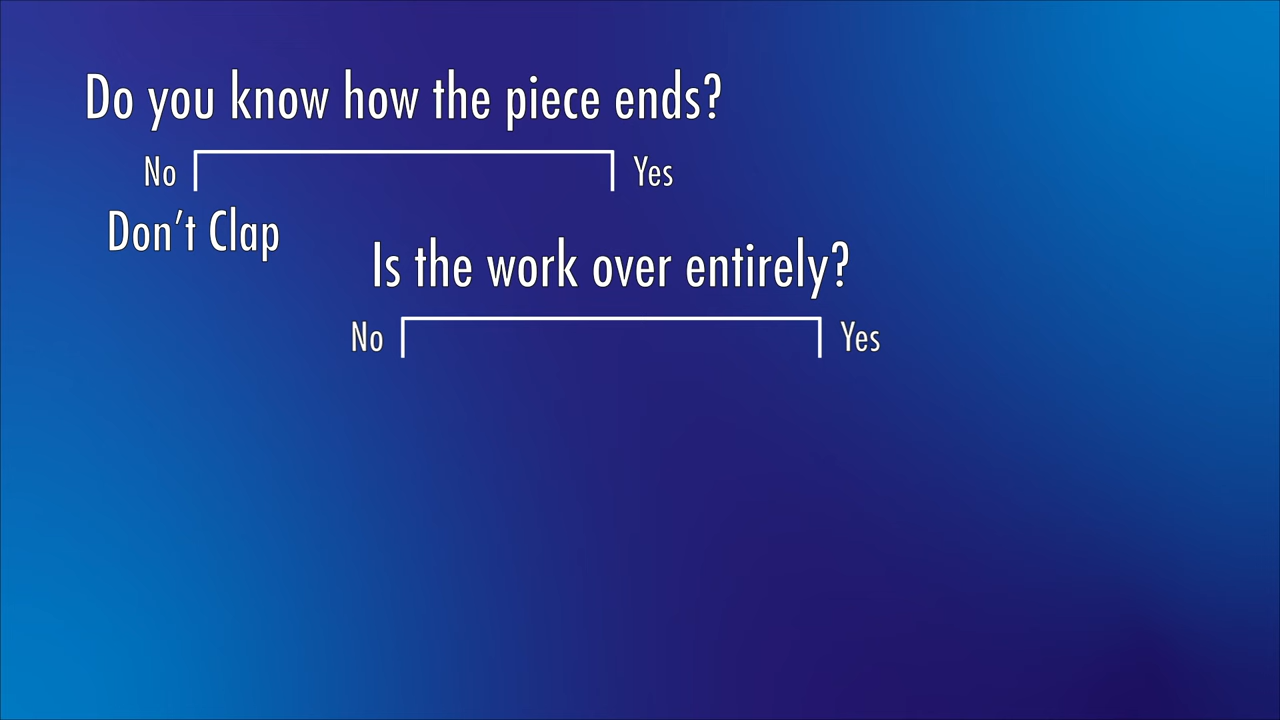 Do you know how the piece ends?
No Yes
Don't Clap
Is the work over entirely?
No Yes